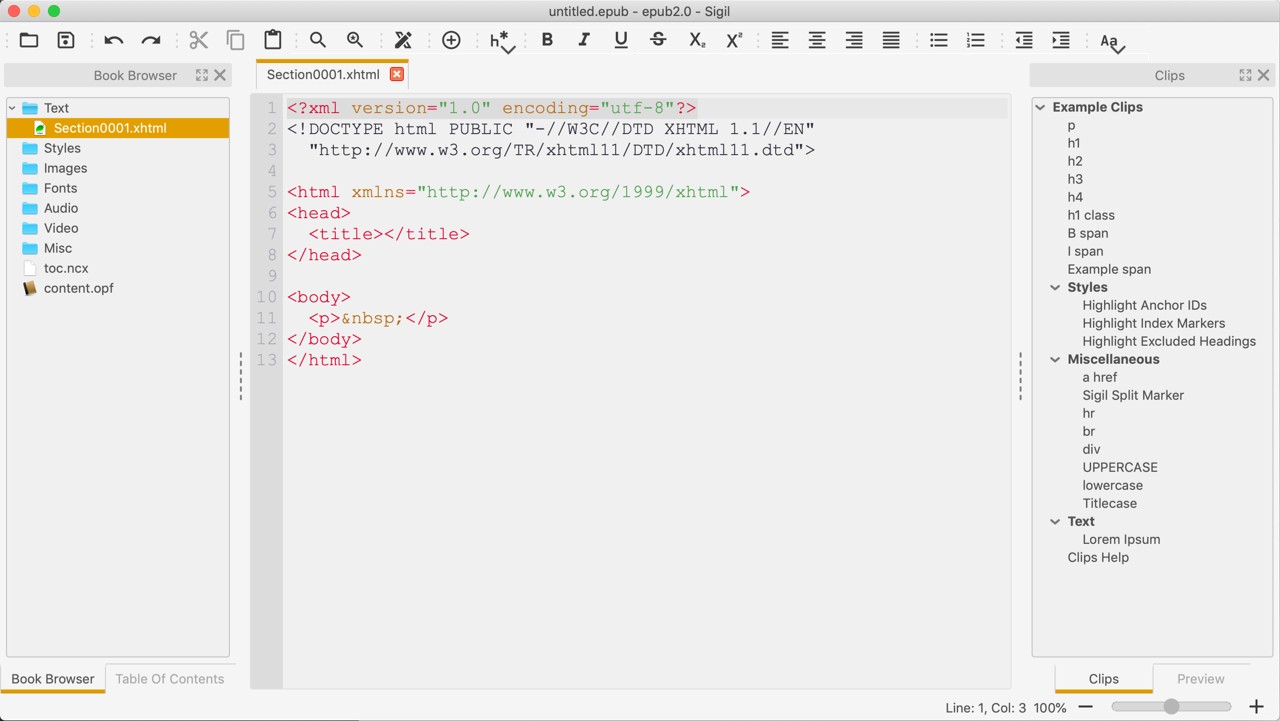 untitled.epub - epub2.0 - Sigil
h*
B
I
U
S
X₂
X²
Aa
Book Browser
Section0001.xhtml
Clips
Text
Section0001.xhtml
Styles
Images
Fonts
Audio
Video
Misc
toc.ncx
content.opf
1 <?xml version="1.0" encoding="utf-8"?>
2 <!DOCTYPE html PUBLIC "-//W3C//DTD XHTML 1.1//EN"
3   "http://www.w3.org/TR/xhtml11/DTD/xhtml11.dtd">
4
5 <html xmlns="http://www.w3.org/1999/xhtml">
6 <head>
7   <title></title>
8 </head>
9
10 <body>
11   <p>&nbsp;</p>
12 </body>
13 </html>
Example Clips
p
h1
h2
h3
h4
h1 class
B span
I span
Example span
Styles
Highlight Anchor IDs
Highlight Index Markers
Highlight Excluded Headings
Miscellaneous
a href
Sigil Split Marker
hr
br
div
UPPERCASE
lowercase
Titlecase
Text
Lorem Ipsum
Clips Help
Book Browser
Table Of Contents
Clips
Preview
Line: 1, Col: 3 100%